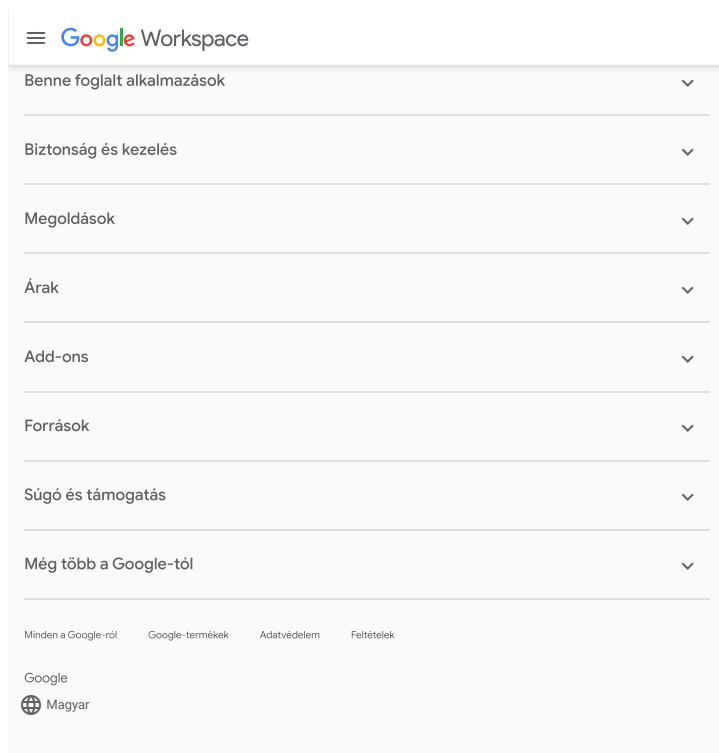 Google Workspace
Benne foglalt alkalmazások
Biztonság és kezelés
Megoldások
Árak
Add-ons
Források
Súgó és támogatás
Még több a Google-tól
Minden a Google-ról Google-termékek Adatvédelem Feltételek
Google
Magyar